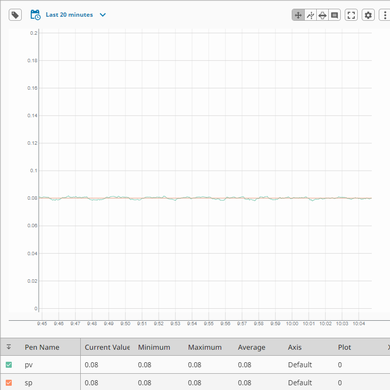 Last 20 minutes
0.2
0.18
0.16
0.14
0.12
0.1
0.08
0.06
0.04
0.02
0
9:45 9:46 9:47 9:48 9:49 9:50 9:51 9:52 9:53 9:54 9:55 9:56 9:57 9:58 9:59 10:00 10:01 10:02 10:03 10:04
Pen Name Current Value Minimum Maximum Average Axis Plot
pv 0.08 0.08 0.08 0.08 Default 0
sp 0.08 0.08 0.08 0.08 Default 0